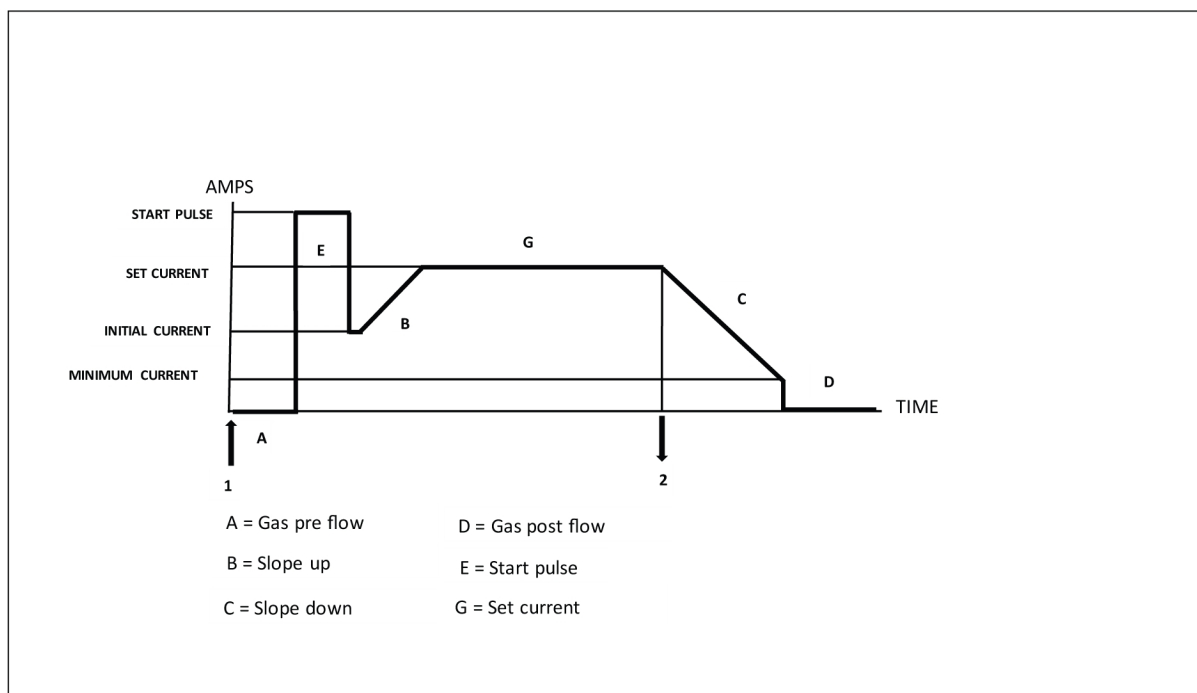 AMPS
START PULSE
E
G
SET CURRENT
C
B
INITIAL CURRENT
MINIMUM CURRENT
D
TIME
A
1
2
A = Gas pre flow
D = Gas post flow
B = Slope up
E = Start pulse
C = Slope down
G = Set current